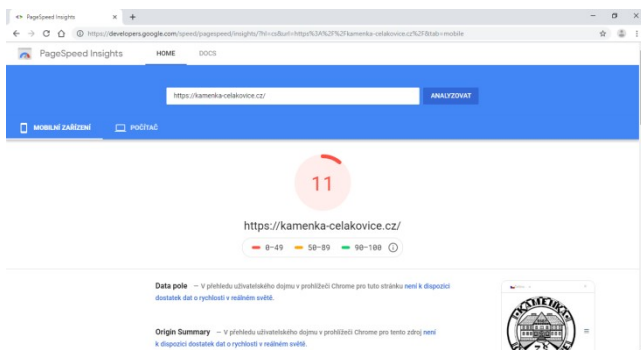 PageSpeed Insights
https://developers.google.com/speed/pagespeed/insights/?hl=cs&url=https%3A%2F%2Fkamenka-celakovice.cz%2F&tab=mobile
PageSpeed Insights HOME DOCS
https://kamenka-celakovice.cz/ ANALYZOVAT
MOBILNÍ ZAŘÍZENÍ POČÍTAČ
11
https://kamenka-celakovice.cz/
0–49 50–89 90–100
Data pole — V přehledu uživatelského dojmu v prohlížeči Chrome pro tuto stránku není k dispozici
dostatek dat o rychlosti v reálném světě.
Origin Summary — V přehledu uživatelského dojmu v prohlížeči Chrome pro tento zdroj není
k dispozici dostatek dat o rychlosti v reálném světě.
KAMENKA